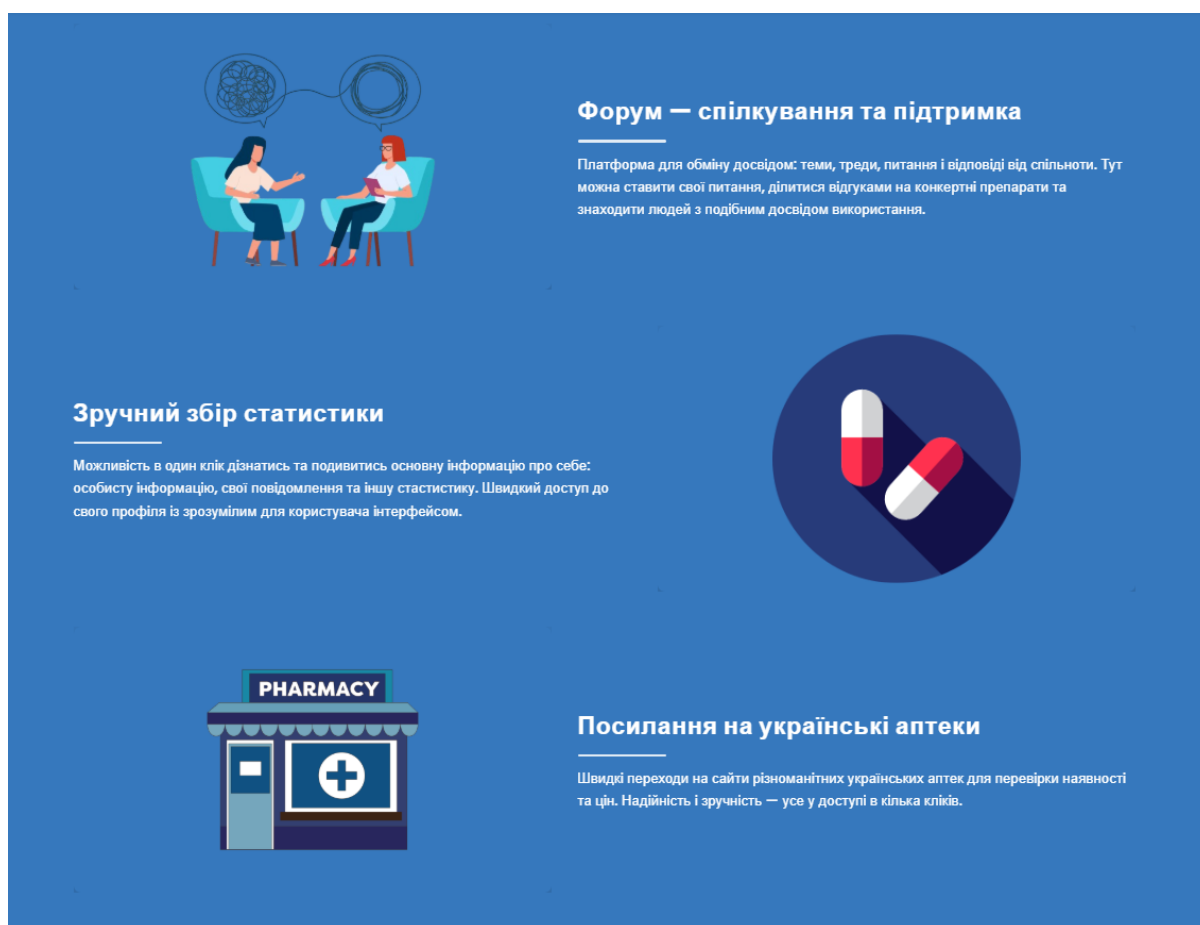 Форум — спілкування та підтримка
Платформа для обміну досвідом: теми, треди, питання і відповіді від спільноти. Тут
можна ставити свої питання, ділитися відгуками на конкертні препарати та
знаходити людей з подібним досвідом використання.
Зручний збір статистики
Можливість в один клік дізнатись та подивитись основну інформацію про себе:
особисту інформацію, свої повідомлення та іншу стастистику. Швидкий доступ до
свого профіля із зрозумілим для користувача інтерфейсом.
PHARMACY
Посилання на українські аптеки
Швидкі переходи на сайти різноманітних українських аптек для перевірки наявності
та цін. Надійність і зручність — усе у доступі в кілька кліків.